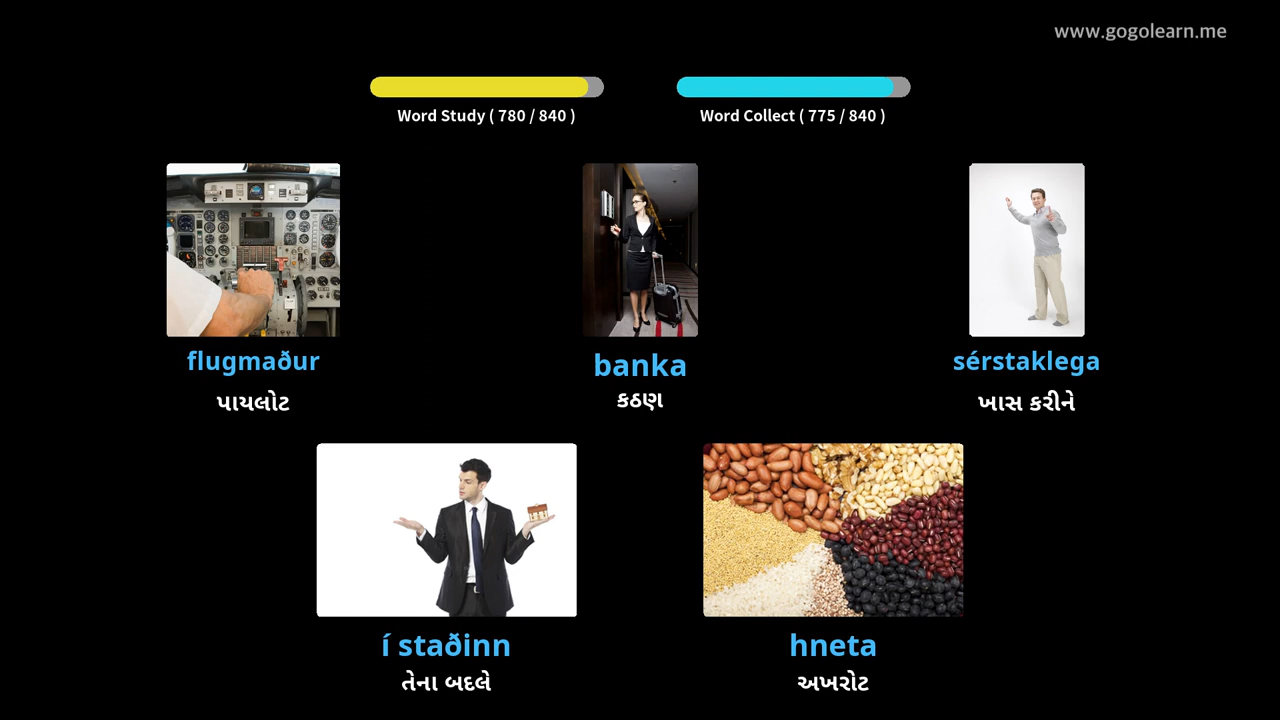 www.gogolearn.me
Word Study ( 780 / 840 )
Word Collect ( 775 / 840 )
flugmaður
પાયલોટ
banka
કઠણ
sérstaklega
ખાસ કરીને
í staðinn
તેના બદલે
hneta
અખરોટ